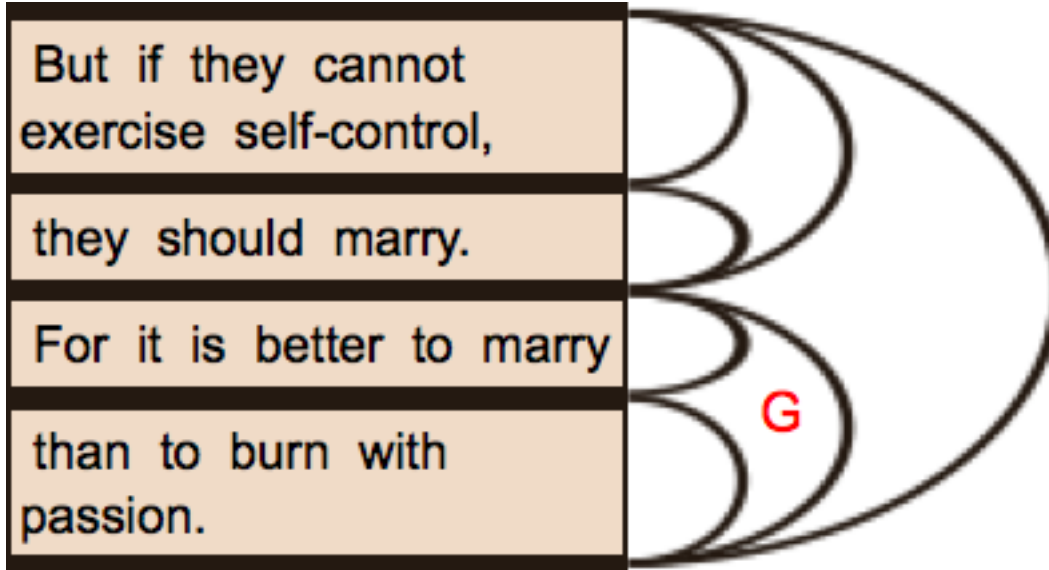 But if they cannot
exercise self-control,
they should marry.
For it is better to marry
G
than to burn with
passion.